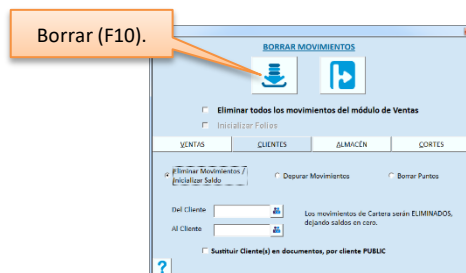 Borrar (F10).
BORRAR MOVIMIENTOS
Eliminar todos los movimientos del módulo de Ventas
Inicializar Folios
VENTAS CLIENTES ALMACÉN CORTES
Eliminar Movimientos / Inicializar Saldo
Depurar Movimientos
Borrar Puntos
Del Cliente
Al Cliente
Los movimientos de Cartera serán ELIMINADOS,
dejando saldos en cero.
Sustituir Cliente(s) en documentos, por cliente PUBLIC
?